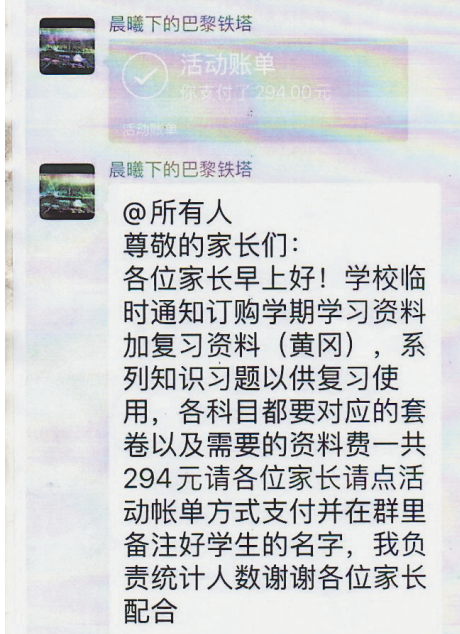 晨曦下的巴黎铁塔
活动账单
你支付了294.00元
活动账单
晨曦下的巴黎铁塔
@所有人
尊敬的家长们：
各位家长早上好！学校临
时通知订购学期学习资料
加复习资料（黄冈），系
列知识习题以供复习使
用，各科目都要对应的套
卷以及需要的资料费一共
294元请各位家长请点活
动帐单方式支付并在群里
备注好学生的名字，我负
责统计人数谢谢各位家长
配合